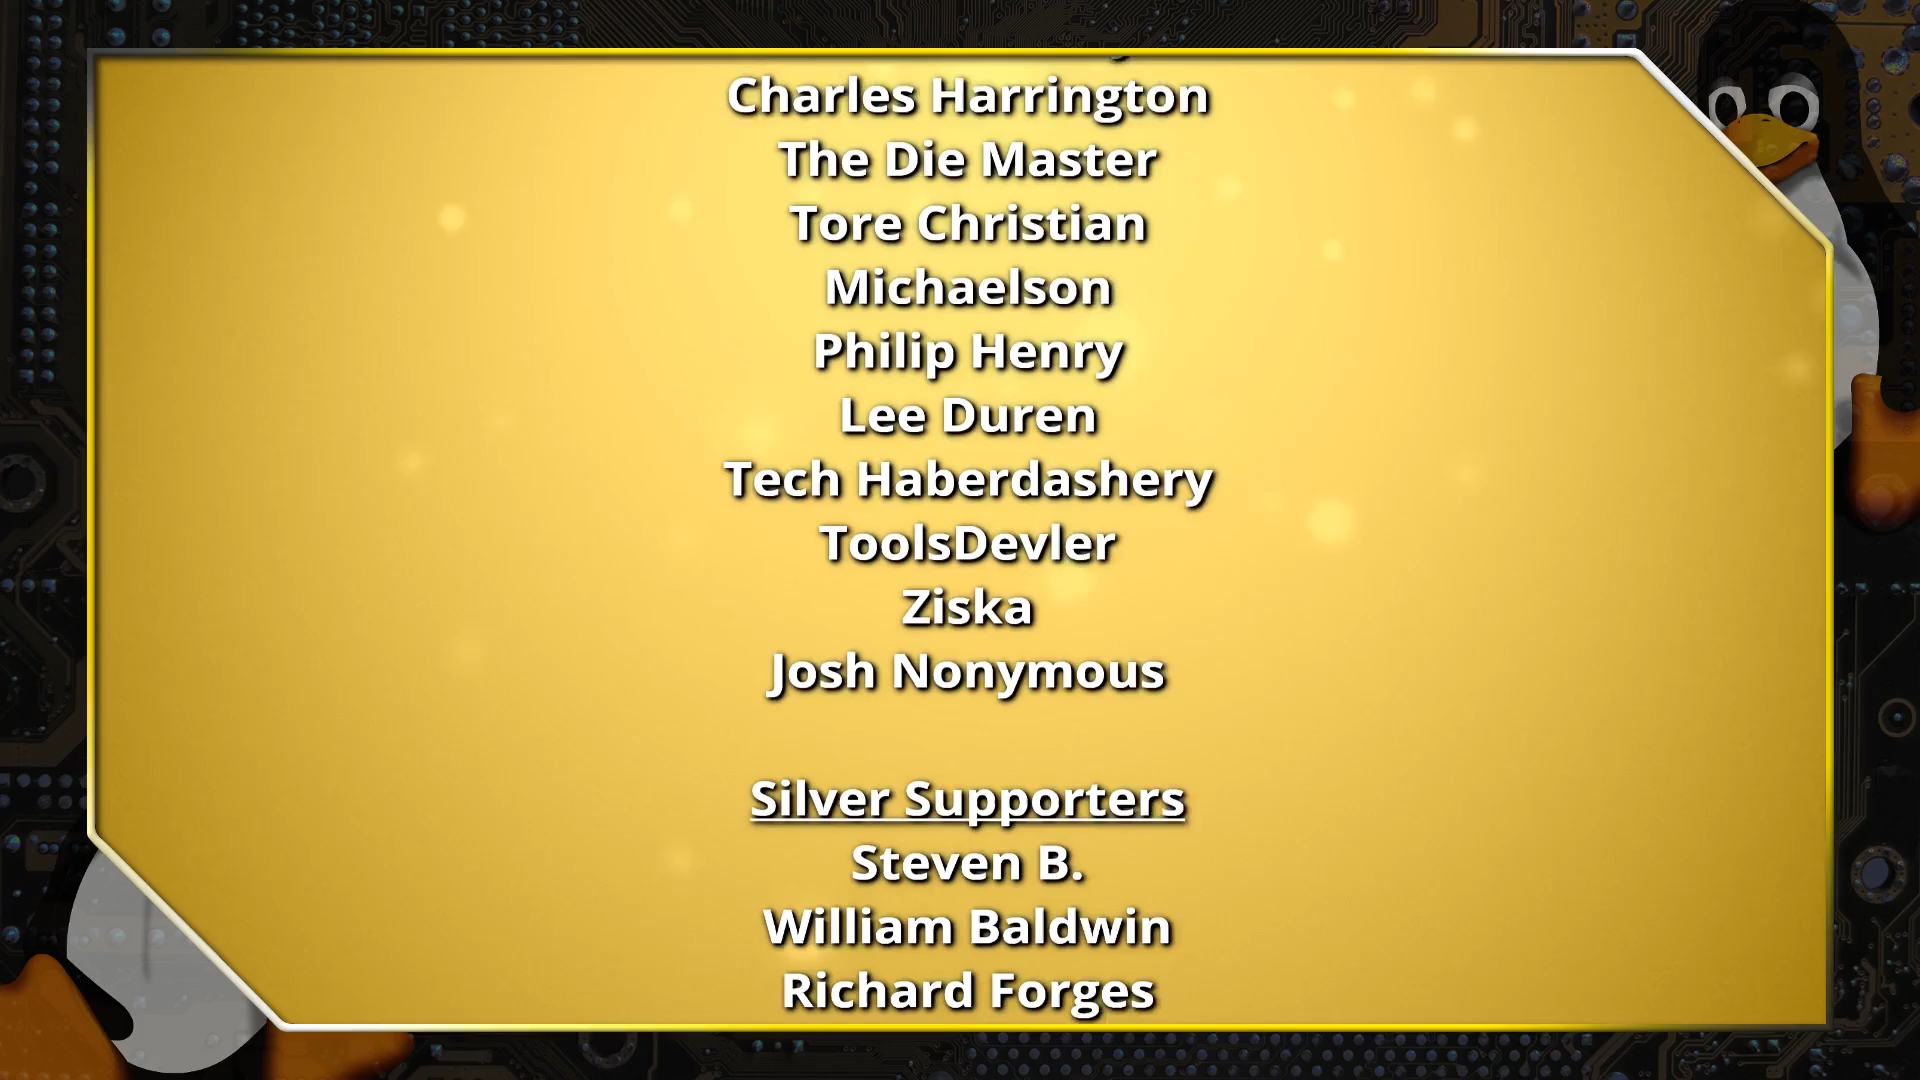 Charles Harrington
The Die Master
Tore Christian
Michaelson
Philip Henry
Lee Duren
Tech Haberdashery
ToolsDevler
Ziska
Josh Nonymous
Silver Supporters
Steven B.
William Baldwin
Richard Forges